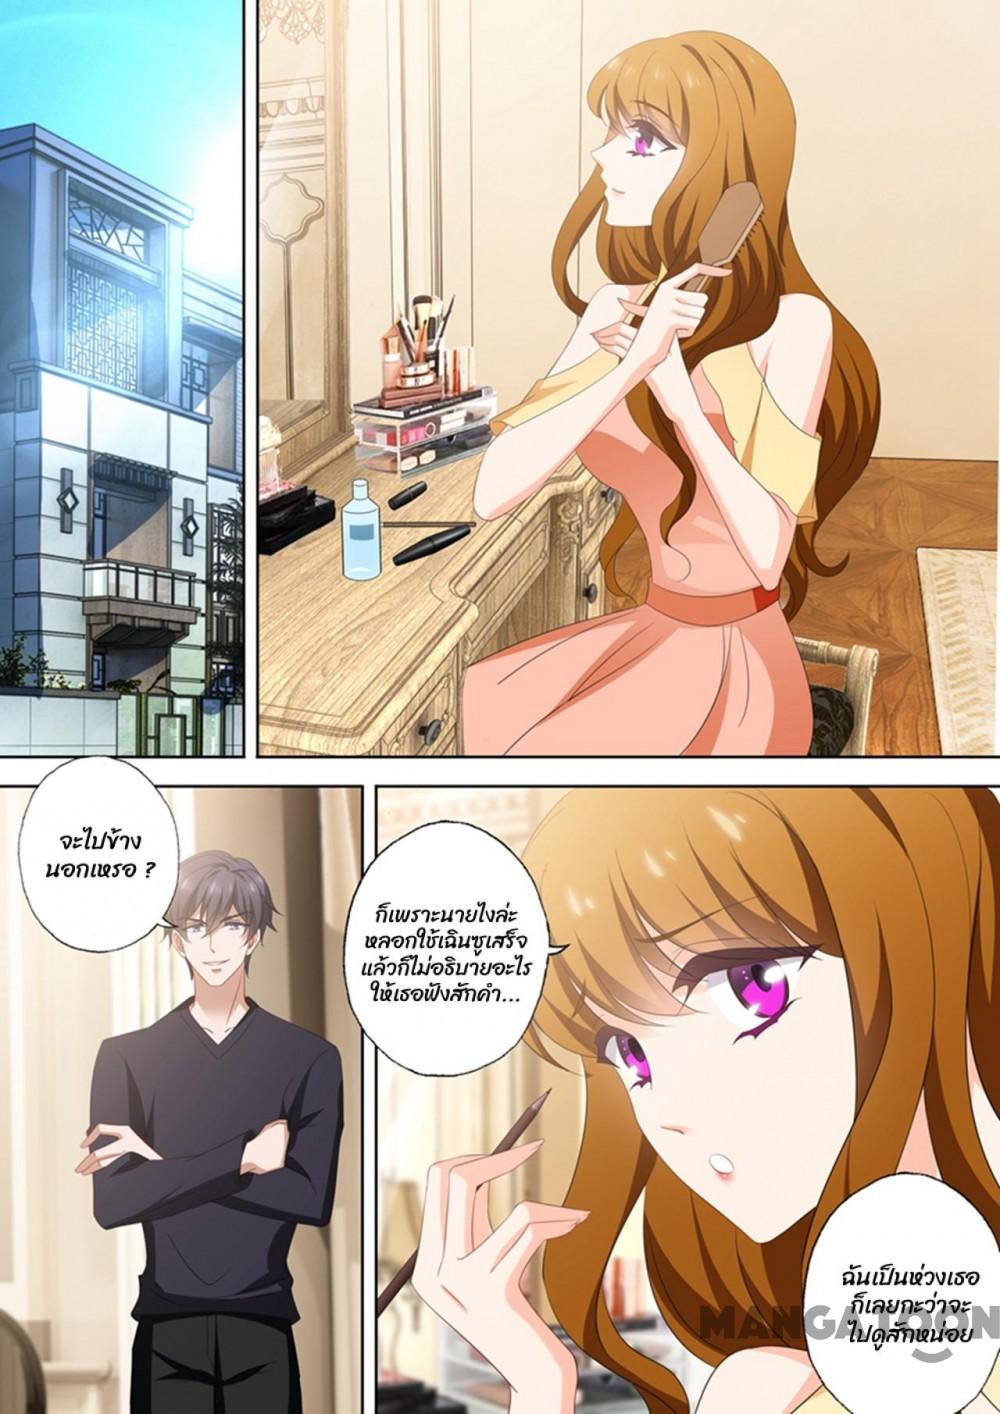 จะไปข้าง
นอกเหรอ ?
ก็เพราะนายไงล่ะ
หลอกใช้เฉินซูเสร็จ
แล้วก็ไม่อธิบายอะไร
ให้เธอฟังสักคำ...
ฉันเป็นห่วงเธอ
ก็เลยกะว่าจะ
ไปดูสักหน่อย
MANGATOON